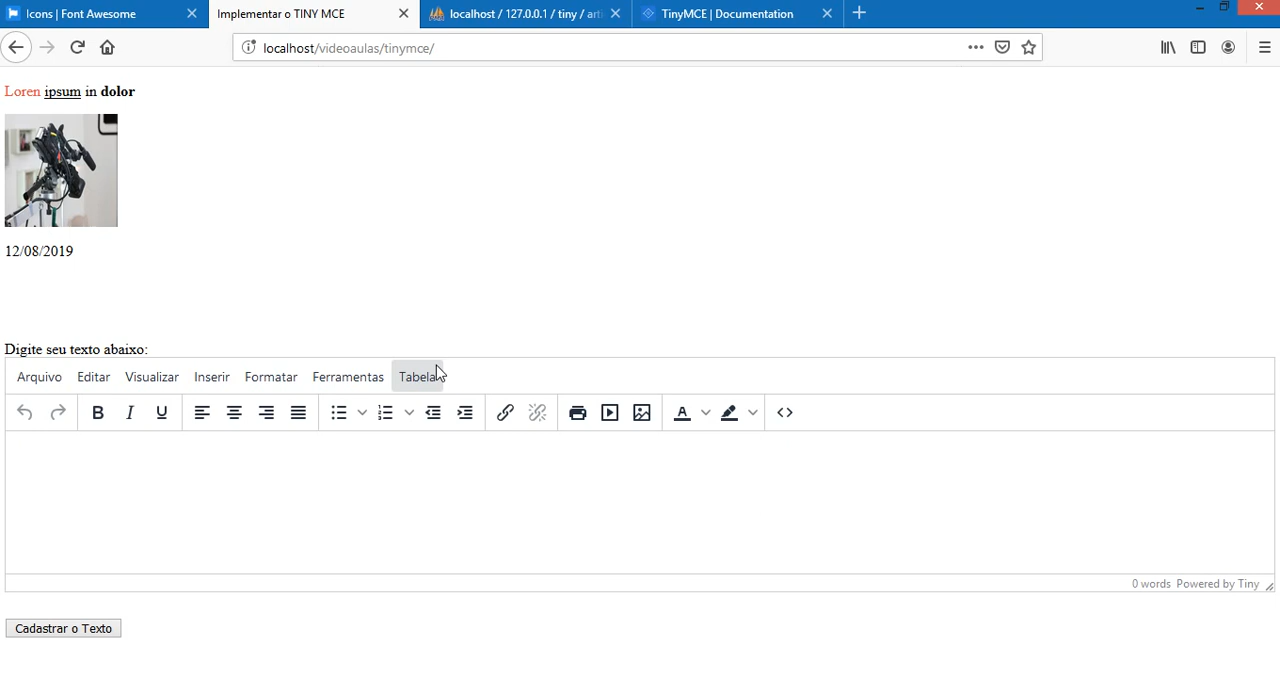 Icons | Font Awesome
Implementar o TINY MCE
localhost / 127.0.0.1 / tiny / arti
TinyMCE | Documentation
localhost/videoaulas/tinymce/
Loren ipsum in dolor
12/08/2019
Digite seu texto abaixo:
Arquivo Editar Visualizar Inserir Formatar Ferramentas Tabela
B I U A
0 words Powered by Tiny
Cadastrar o Texto